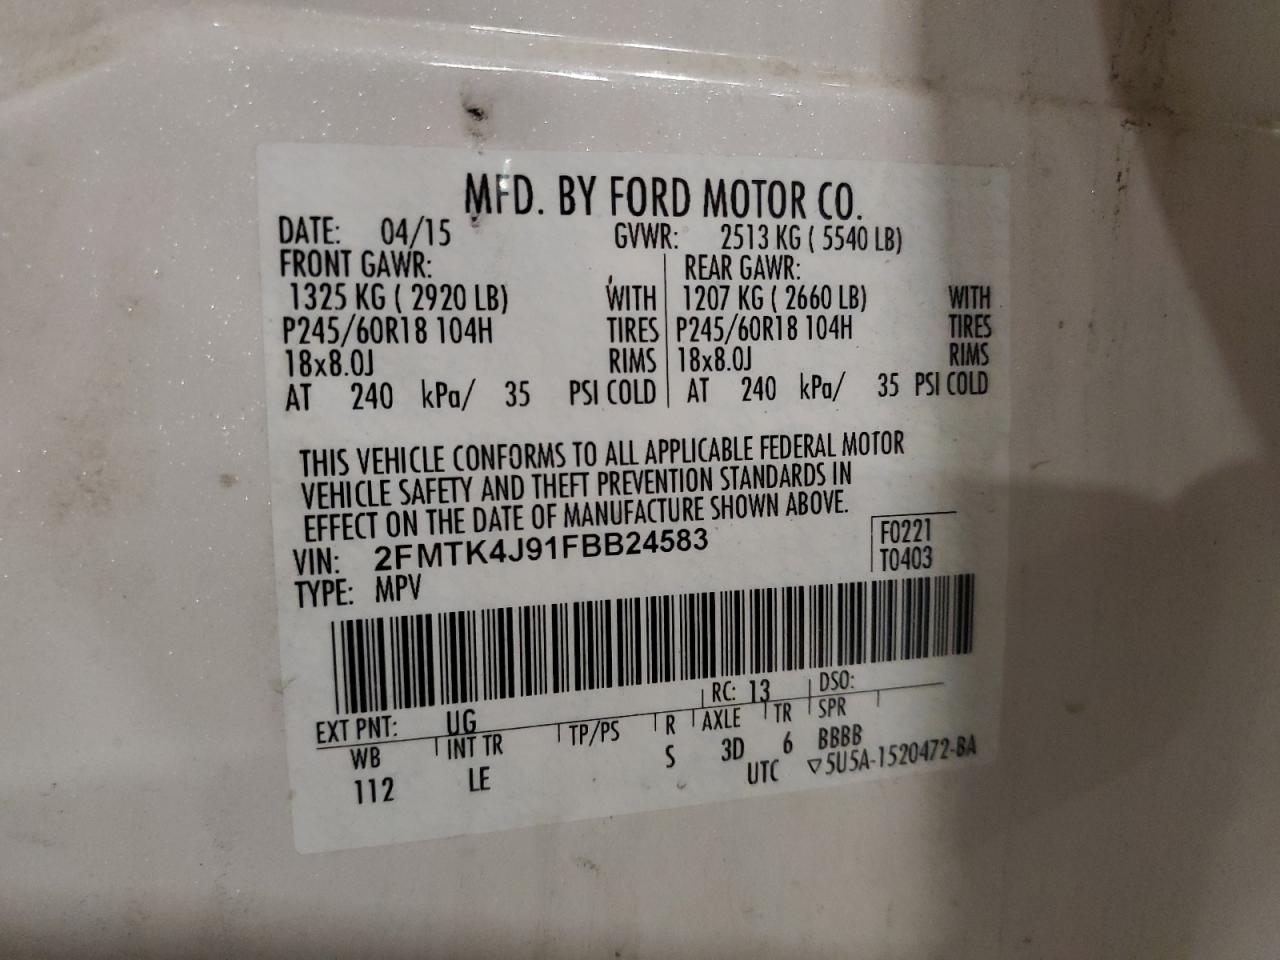 MFD. BY FORD MOTOR CO.
DATE: 04/15 GVWR: 2513 KG ( 5540 LB)
FRONT GAWR: REAR GAWR:
1325 KG ( 2920 LB) WITH 1207 KG ( 2660 LB) WITH
P245/60R18 104H TIRES P245/60R18 104H TIRES
18x8.0J RIMS 18x8.0J RIMS
AT 240 kPa/ 35 PSI COLD AT 240 kPa/ 35 PSI COLD
THIS VEHICLE CONFORMS TO ALL APPLICABLE FEDERAL MOTOR
VEHICLE SAFETY AND THEFT PREVENTION STANDARDS IN
EFFECT ON THE DATE OF MANUFACTURE SHOWN ABOVE.
VIN: 2FMTK4J91FBB24583 F0221
TYPE: MPV T0403
EXT PNT: UG RC: 13 DSO:
WB INT TR TP/PS R AXLE TR SPR
112 LE S 3D 6 BBBB
UTC ▽5U5A-1520472-BA